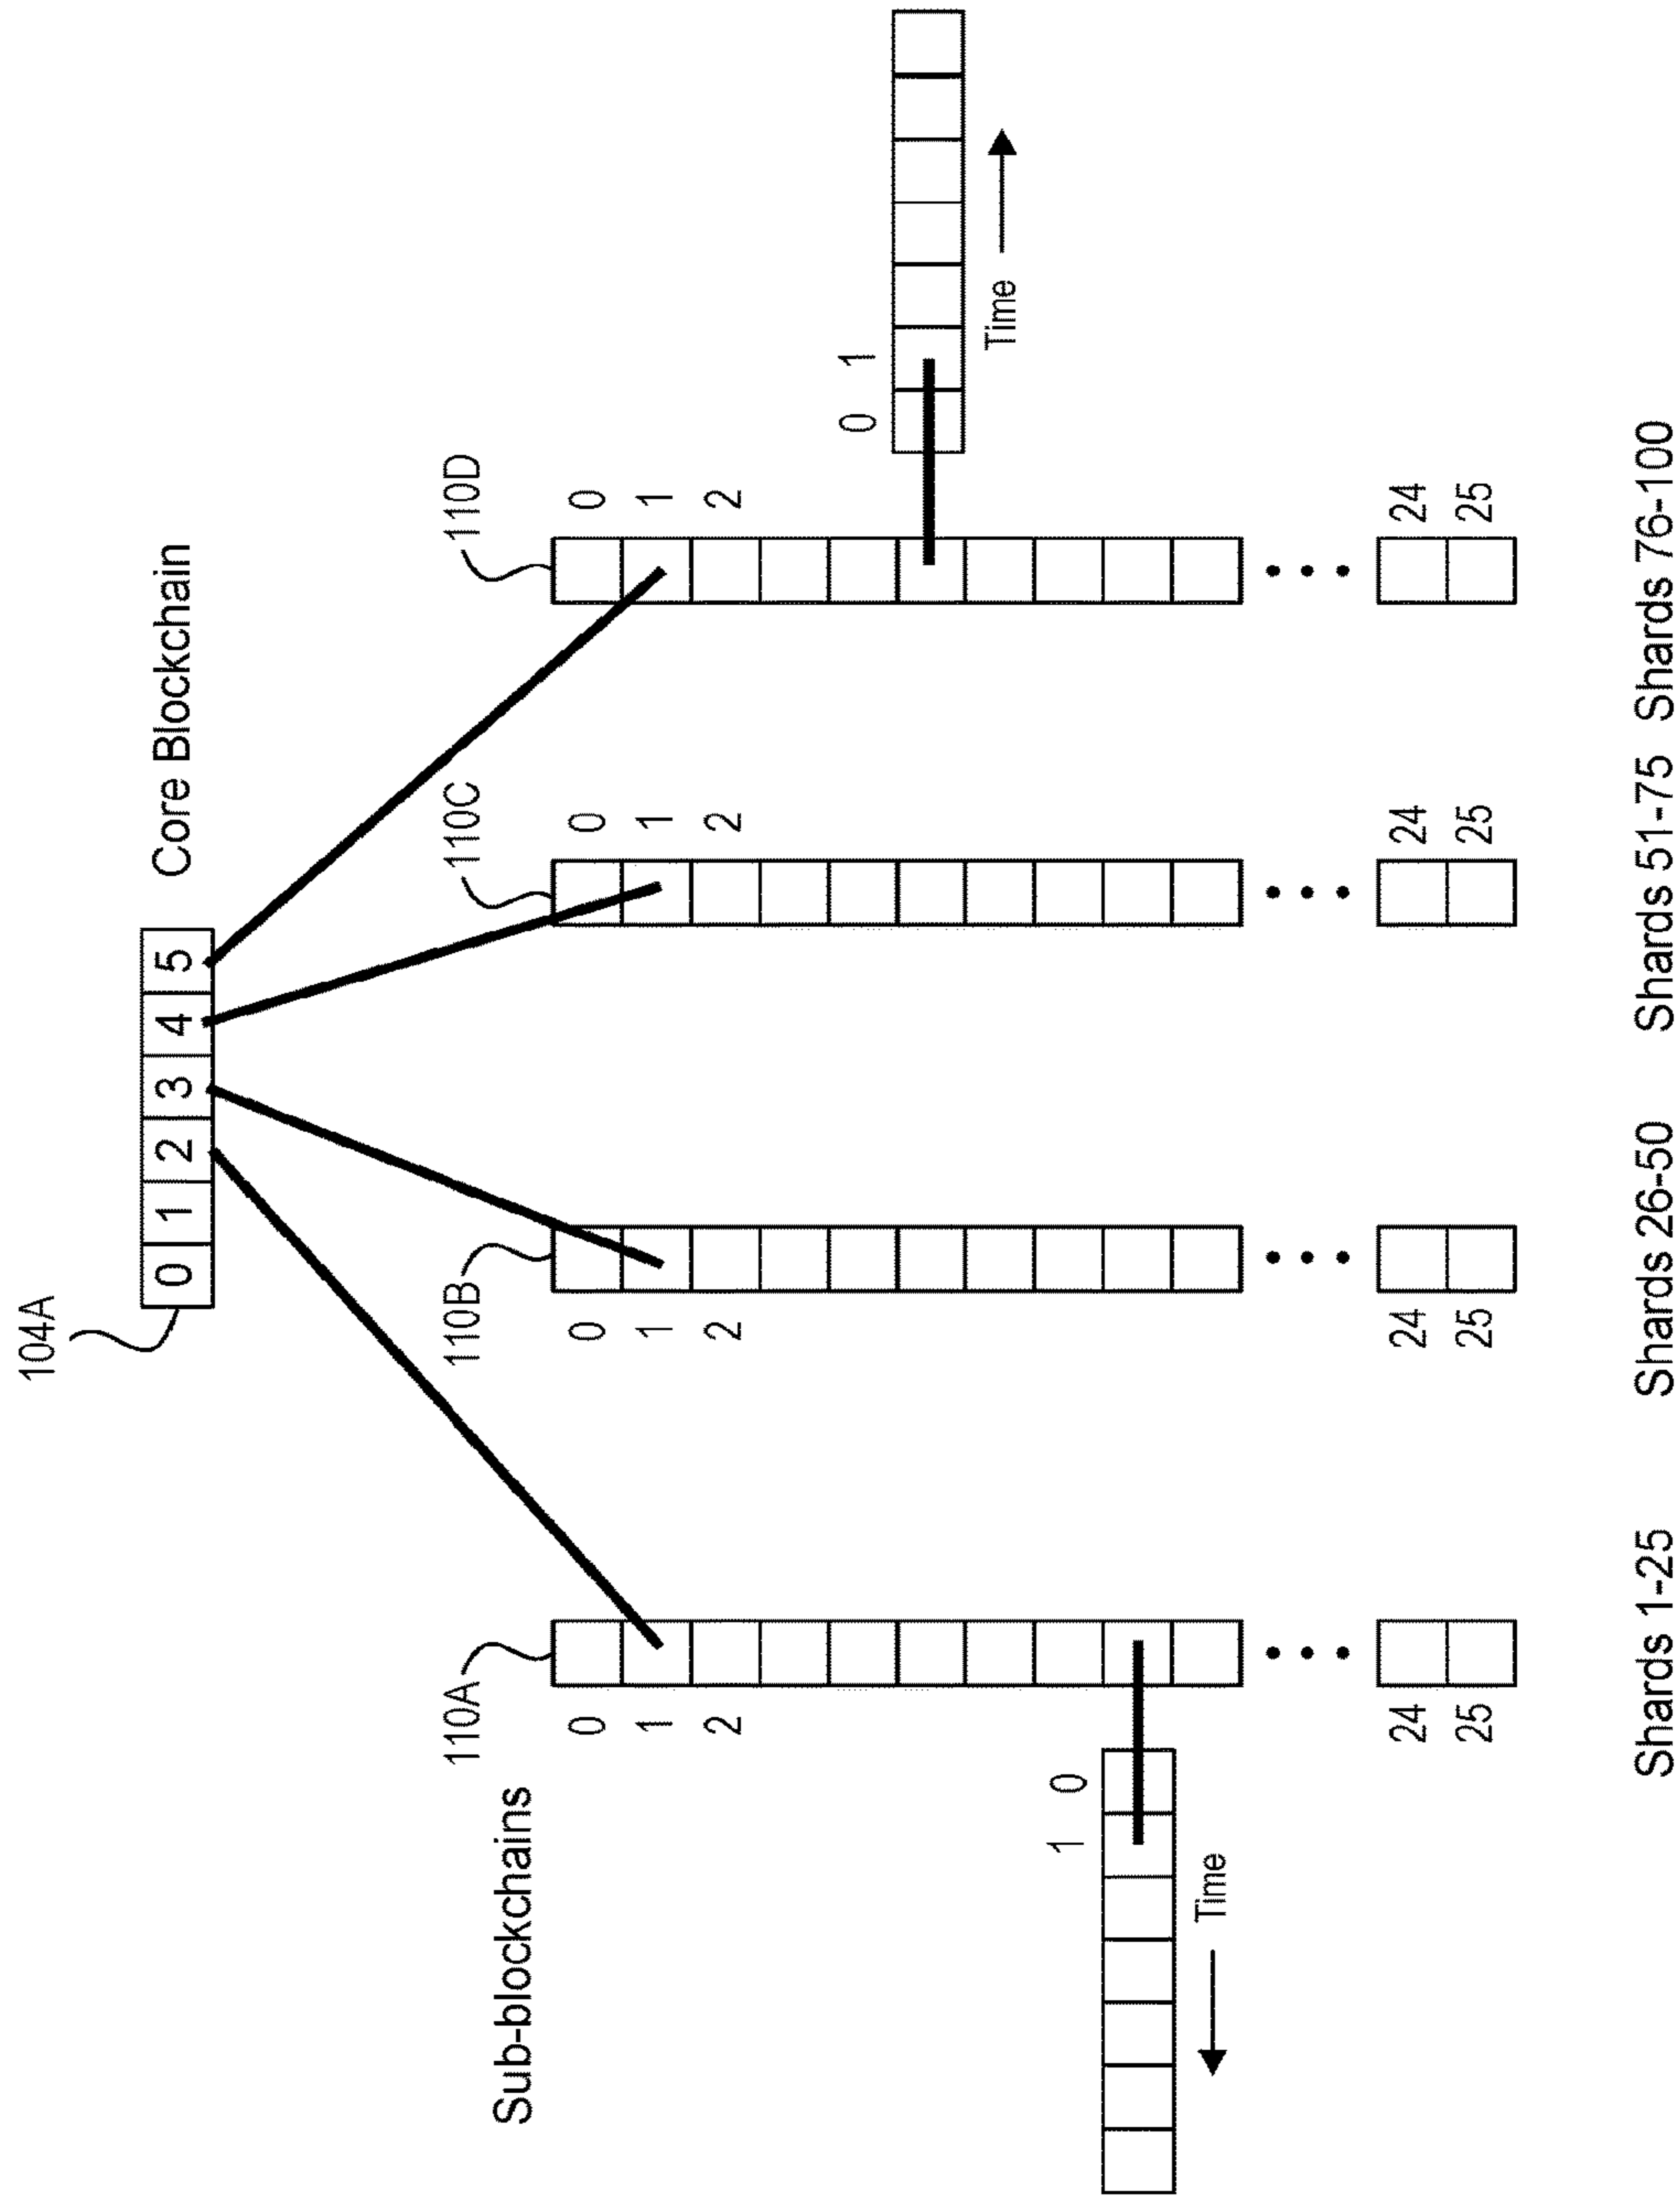 104A
0 1 2 3 4 5
Core Blockchain
Sub-blockchains
110A
110B
110C
110D
0
1
2
24
25
0
1
2
24
25
0
1
2
24
25
0
1
2
24
25
1 0
Time
0 1
Time
Shards 1-25 Shards 26-50 Shards 51-75 Shards 76-100